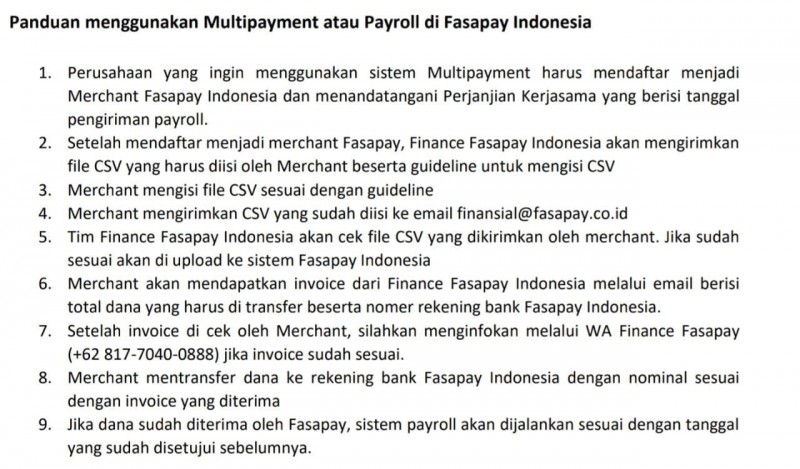 Panduan menggunakan Multipayment atau Payroll di Fasapay Indonesia
1. Perusahaan yang ingin menggunakan sistem Multipayment harus mendaftar menjadi
Merchant Fasapay Indonesia dan menandatangani Perjanjian Kerjasama yang berisi tanggal
pengiriman payroll.
2. Setelah mendaftar menjadi merchant Fasapay, Finance Fasapay Indonesia akan mengirimkan
file CSV yang harus diisi oleh Merchant beserta guideline untuk mengisi CSV
3. Merchant mengisi file CSV sesuai dengan guideline
4. Merchant mengirimkan CSV yang sudah diisi ke email finansial@fasapay.co.id
5. Tim Finance Fasapay Indonesia akan cek file CSV yang dikirimkan oleh merchant. Jika sudah
sesuai akan di upload ke sistem Fasapay Indonesia
6. Merchant akan mendapatkan invoice dari Finance Fasapay Indonesia melalui email berisi
total dana yang harus di transfer beserta nomer rekening bank Fasapay Indonesia.
7. Setelah invoice di cek oleh Merchant, silahkan menginfokan melalui WA Finance Fasapay
(+62 817-7040-0888) jika invoice sudah sesuai.
8. Merchant mentransfer dana ke rekening bank Fasapay Indonesia dengan nominal sesuai
dengan invoice yang diterima
9. Jika dana sudah diterima oleh Fasapay, sistem payroll akan dijalankan sesuai dengan tanggal
yang sudah disetujui sebelumnya.